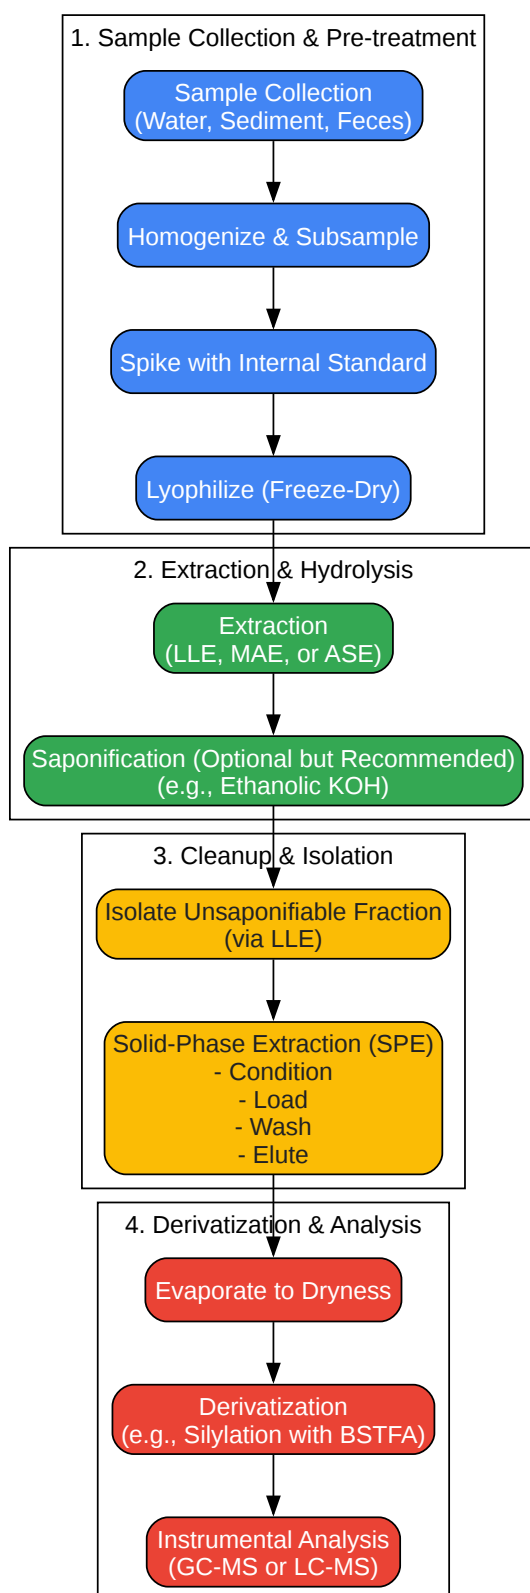 1. Sample Collection & Pre-treatment
Sample Collection
(Water, Sediment, Feces)
Homogenize & Subsample
Spike with Internal Standard
Lyophilize (Freeze-Dry)
2. Extraction & Hydrolysis
Extraction
(LLE, MAE, or ASE)
Saponification (Optional but Recommended)
(e.g., Ethanolic KOH)
3. Cleanup & Isolation
Isolate Unsaponifiable Fraction
(via LLE)
Solid-Phase Extraction (SPE)
- Condition
- Load
- Wash
- Elute
4. Derivatization & Analysis
Evaporate to Dryness
Derivatization
(e.g., Silylation with BSTFA)
Instrumental Analysis
(GC-MS or LC-MS)